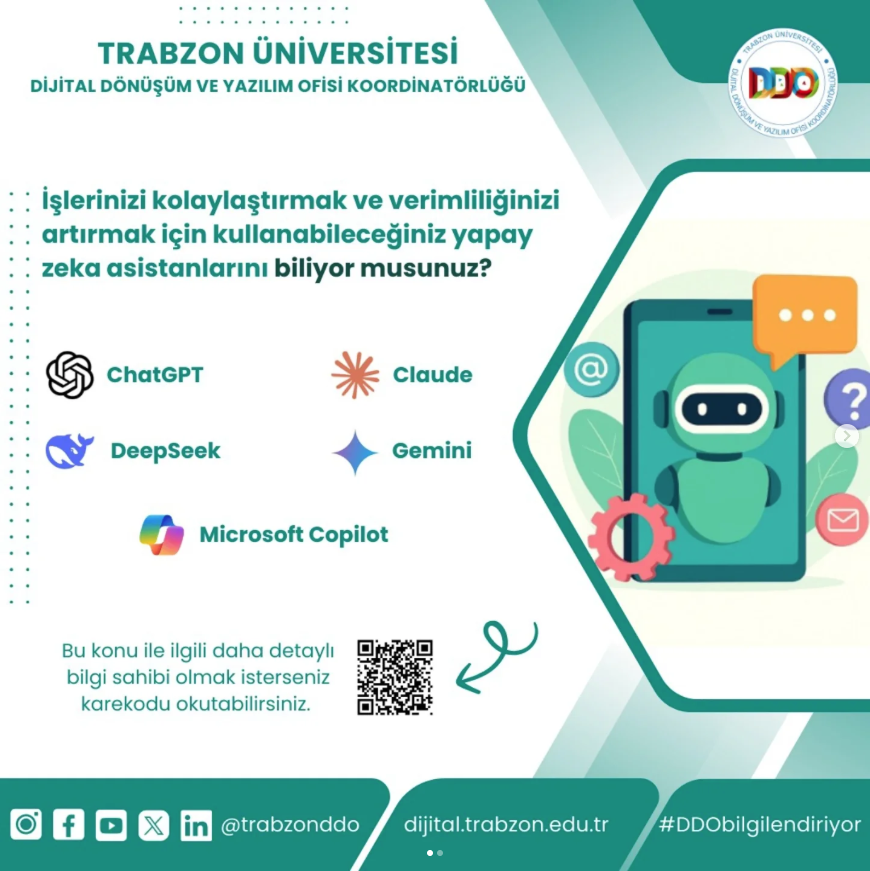 TRABZON ÜNİVERSİTESİ
DİJİTAL DÖNÜŞÜM VE YAZILIM OFİSİ KOORDİNATÖRLÜĞÜ
TRABZON ÜNİVERSİTESİ
DİJİTAL DÖNÜŞÜM VE YAZILIM OFİSİ KOORDİNATÖRLÜĞÜ
DDO
İşlerinizi kolaylaştırmak ve verimliliğinizi
artırmak için kullanabileceğiniz yapay
zeka asistanlarını biliyor musunuz?
ChatGPT
Claude
DeepSeek
Gemini
Microsoft Copilot
@
?
Bu konu ile ilgili daha detaylı
bilgi sahibi olmak isterseniz
karekodu okutabilirsiniz.
@trabzonddo
dijital.trabzon.edu.tr
#DDObilgilendiriyor